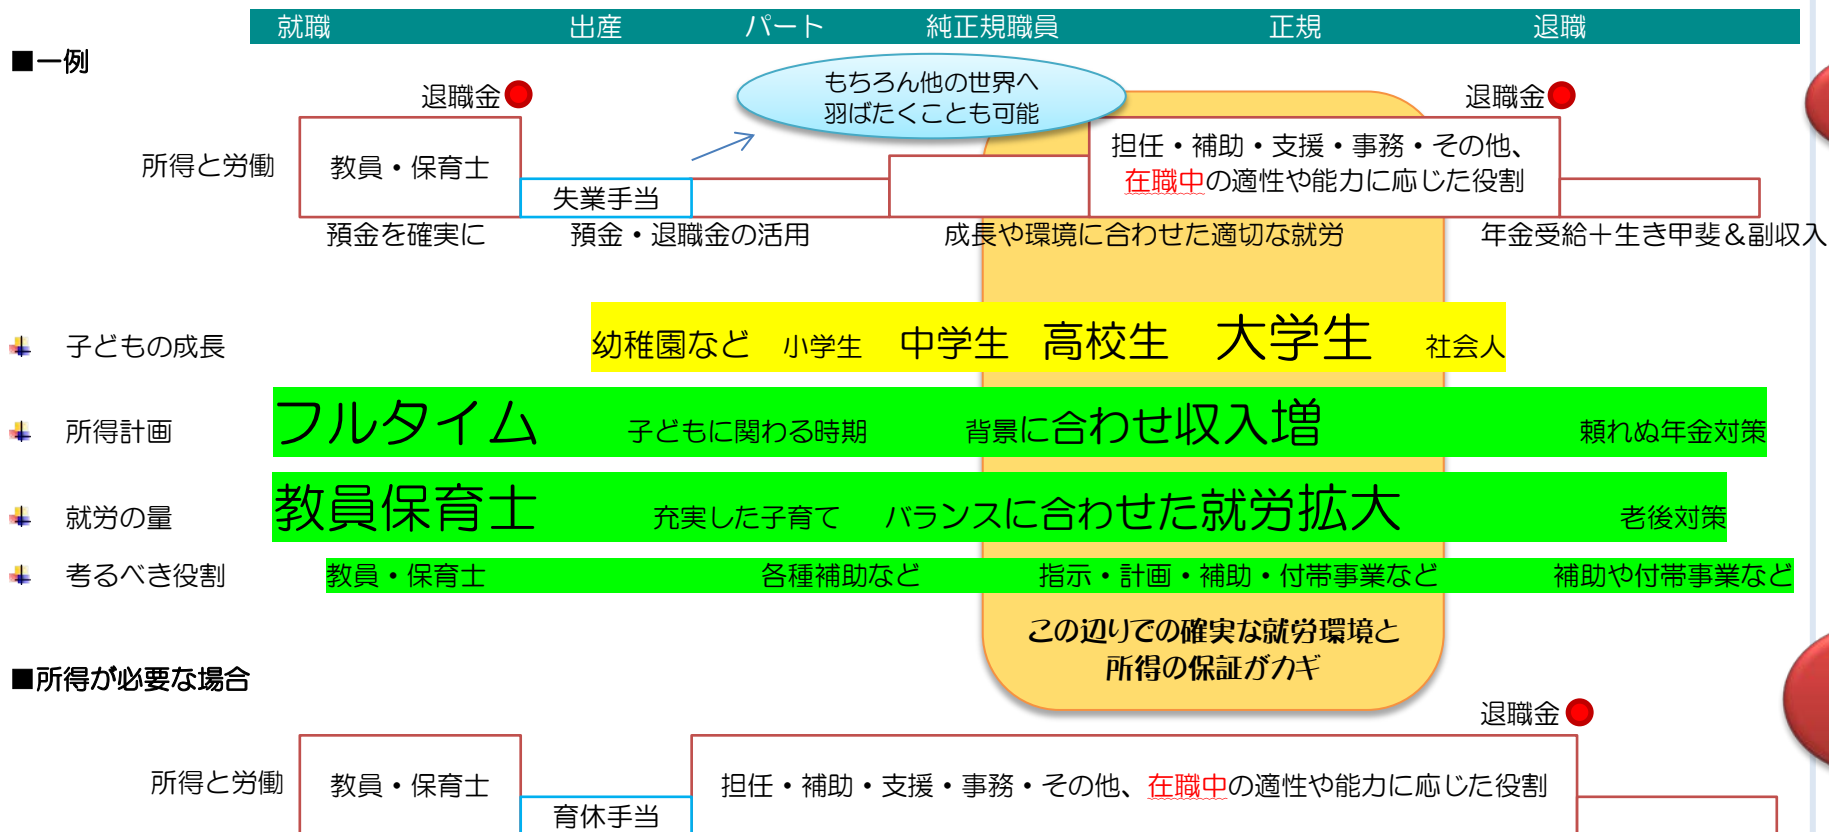 就職 出産 パート 純正規職員 正規 退職
■一例
もちろん他の世界へ
羽ばたくことも可能
退職金 退職金
所得と労働 教員・保育士 失業手当
担任・補助・支援・事務・その他、
在職中の適性や能力に応じた役割
預金を確実に 預金・退職金の活用 成長や環境に合わせた適切な就労 年金受給＋生き甲斐＆副収入
子どもの成長 幼稚園など 小学生 中学生 高校生 大学生 社会人
所得計画 フルタイム 子どもに関わる時期 背景に合わせ収入増 頼れぬ年金対策
就労の量 教員保育士 充実した子育て バランスに合わせた就労拡大 老後対策
考るべき役割 教員・保育士 各種補助など 指示・計画・補助・付帯事業など 補助や付帯事業など
この辺りでの確実な就労環境と
所得の保証がカギ
■所得が必要な場合
退職金
所得と労働 教員・保育士 育休手当 担任・補助・支援・事務・その他、在職中の適性や能力に応じた役割